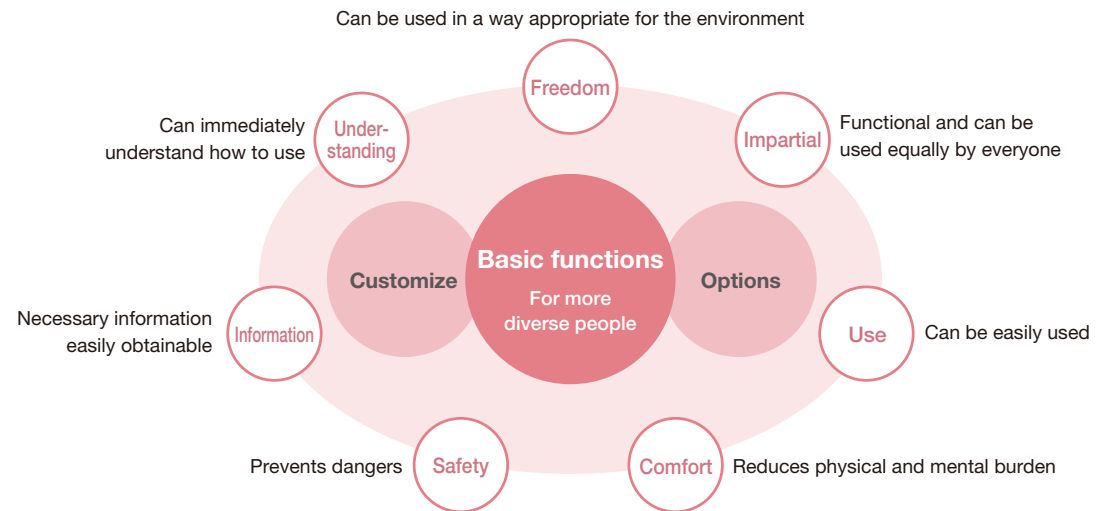 Can be used in a way appropriate for the environment
Freedom
Can immediately
understand how to use
Under-
standing
Impartial
Functional and can be
used equally by everyone
Customize
Basic functions
For more
diverse people
Options
Necessary information
easily obtainable
Information
Use
Can be easily used
Prevents dangers
Safety
Comfort
Reduces physical and mental burden